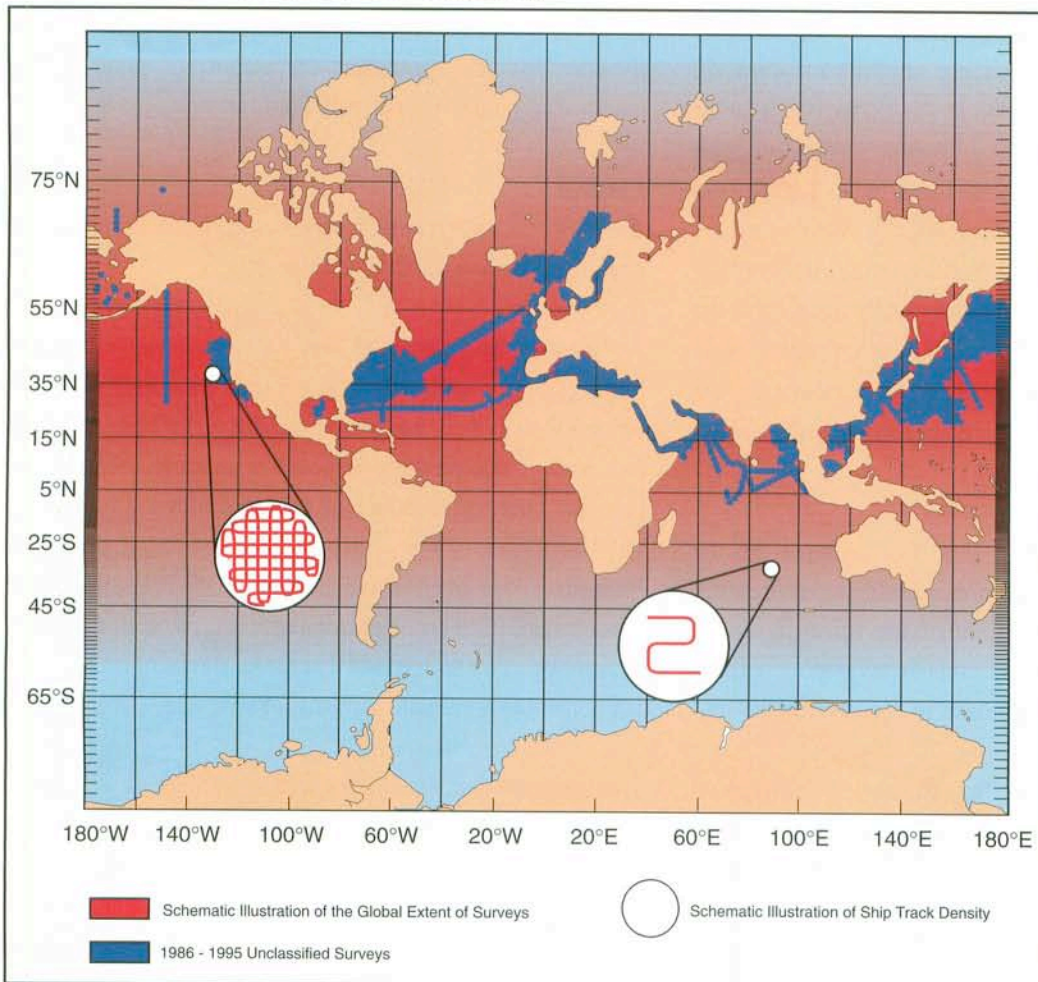 75°N
55°N
35°N
15°N
5°N
25°S
45°S
65°S
180°W 140°W 100°W 60°W 20°W 20°E 60°E 100°E 140°E 180°E
Schematic Illustration of the Global Extent of Surveys
Schematic Illustration of Ship Track Density
1986 - 1995 Unclassified Surveys